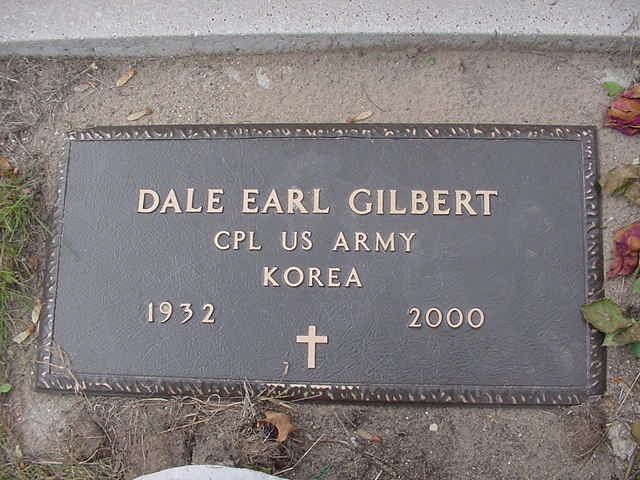 DALE EARL GILBERT
CPL US ARMY
KOREA
1932 2000